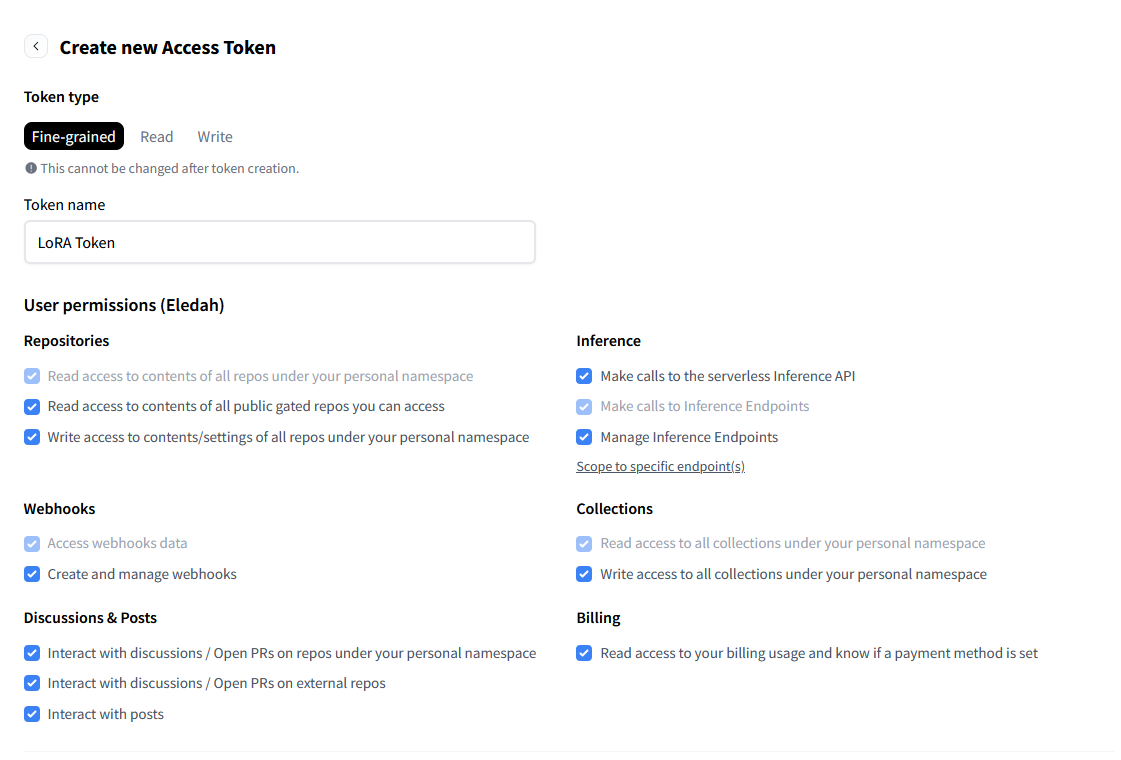 Create new Access Token
Token type
Fine-grained Read Write
This cannot be changed after token creation.
Token name
LoRA Token
User permissions (Eledah)
Repositories
Read access to contents of all repos under your personal namespace
Read access to contents of all public gated repos you can access
Write access to contents/settings of all repos under your personal namespace
Inference
Make calls to the serverless Inference API
Make calls to Inference Endpoints
Manage Inference Endpoints
Scope to specific endpoint(s)
Webhooks
Access webhooks data
Create and manage webhooks
Collections
Read access to all collections under your personal namespace
Write access to all collections under your personal namespace
Discussions & Posts
Interact with discussions / Open PRs on repos under your personal namespace
Interact with discussions / Open PRs on external repos
Interact with posts
Billing
Read access to your billing usage and know if a payment method is set